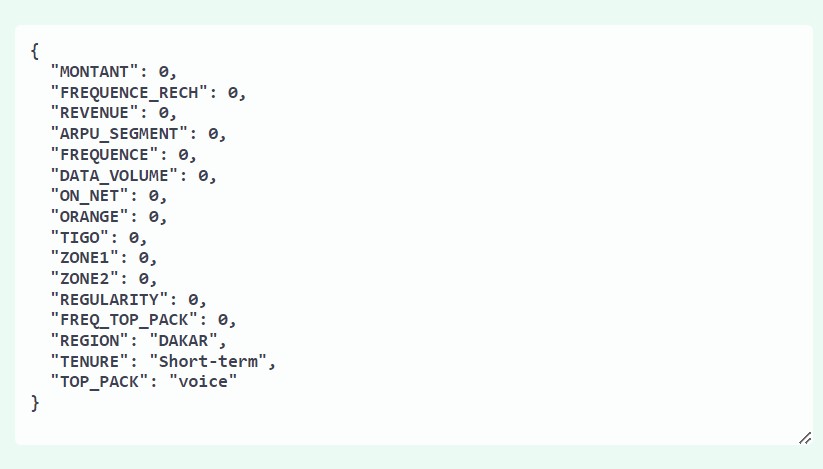 {
  "MONTANT": 0,
  "FREQUENCE_RECH": 0,
  "REVENUE": 0,
  "ARPU_SEGMENT": 0,
  "FREQUENCE": 0,
  "DATA_VOLUME": 0,
  "ON_NET": 0,
  "ORANGE": 0,
  "TIGO": 0,
  "ZONE1": 0,
  "ZONE2": 0,
  "REGULARITY": 0,
  "FREQ_TOP_PACK": 0,
  "REGION": "DAKAR",
  "TENURE": "Short-term",
  "TOP_PACK": "voice"
}